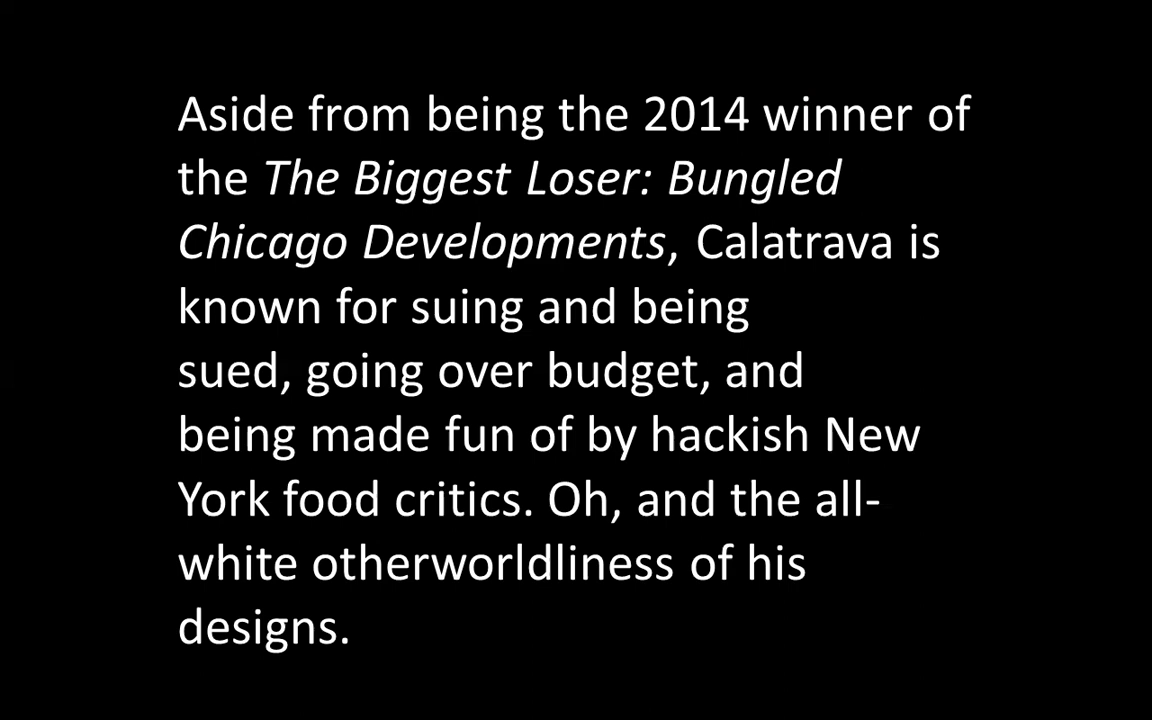 Aside from being the 2014 winner of
the The Biggest Loser: Bungled
Chicago Developments, Calatrava is
known for suing and being
sued, going over budget, and
being made fun of by hackish New
York food critics. Oh, and the all-
white otherworldliness of his
designs.